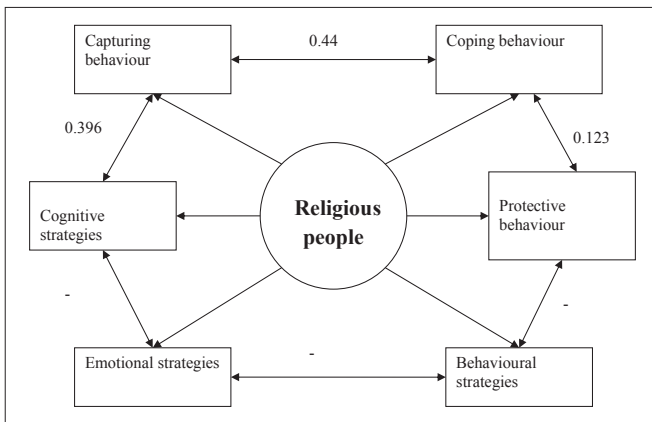 Capturing
behaviour
0.44
Coping behaviour
0.396
0.123
Religious
people
Cognitive
strategies
Protective
behaviour
-
-
Emotional strategies
-
Behavioural
strategies